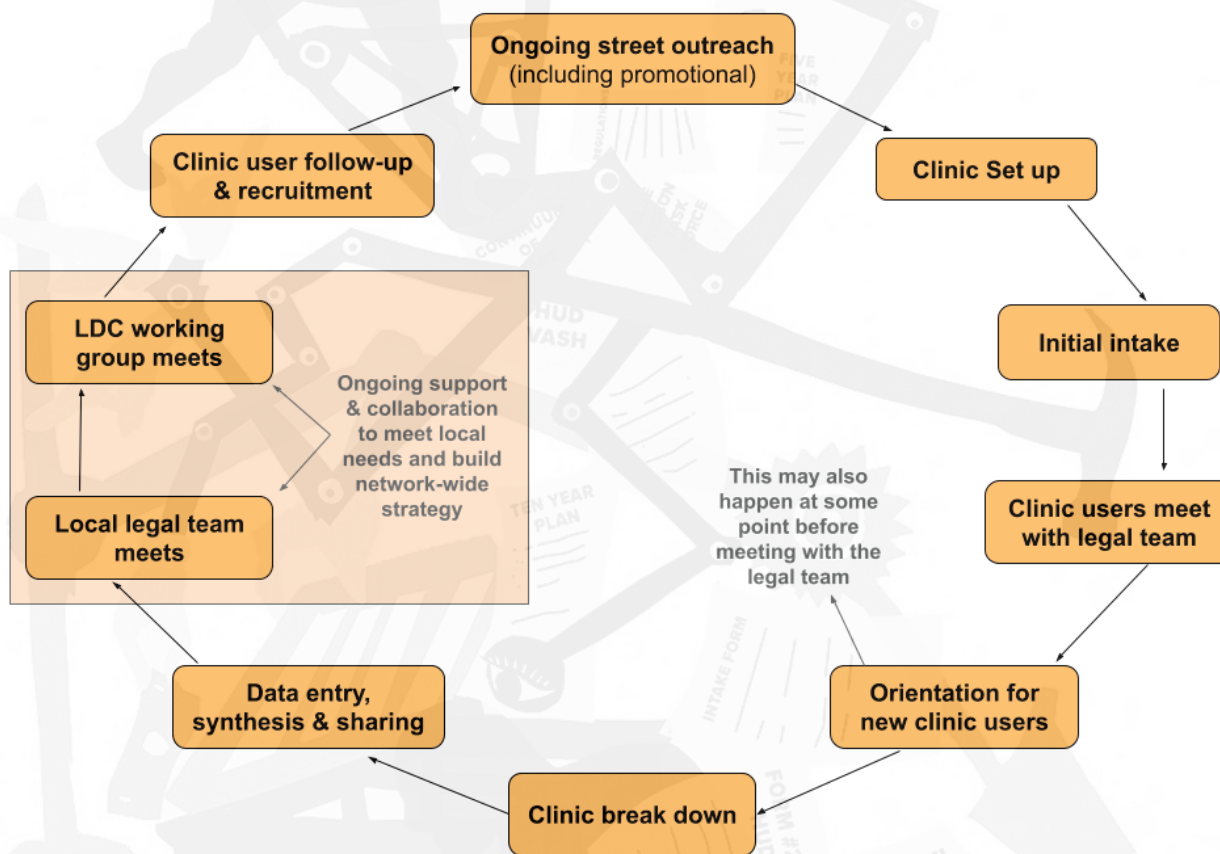 Ongoing street outreach
(including promotional)
Clinic Set up
Initial intake
Clinic users meet
with legal team
Orientation for
new clinic users
This may also
happen at some
point before
meeting with the
legal team
Clinic break down
Data entry,
synthesis & sharing
Local legal team
meets
LDC working
group meets
Ongoing support
& collaboration
to meet local
needs and build
network-wide
strategy
Clinic user follow-up
& recruitment
FIVE
YEAR
PLAN
HUD
VASH
TEN YEAR
PLAN
INTAKE FORM